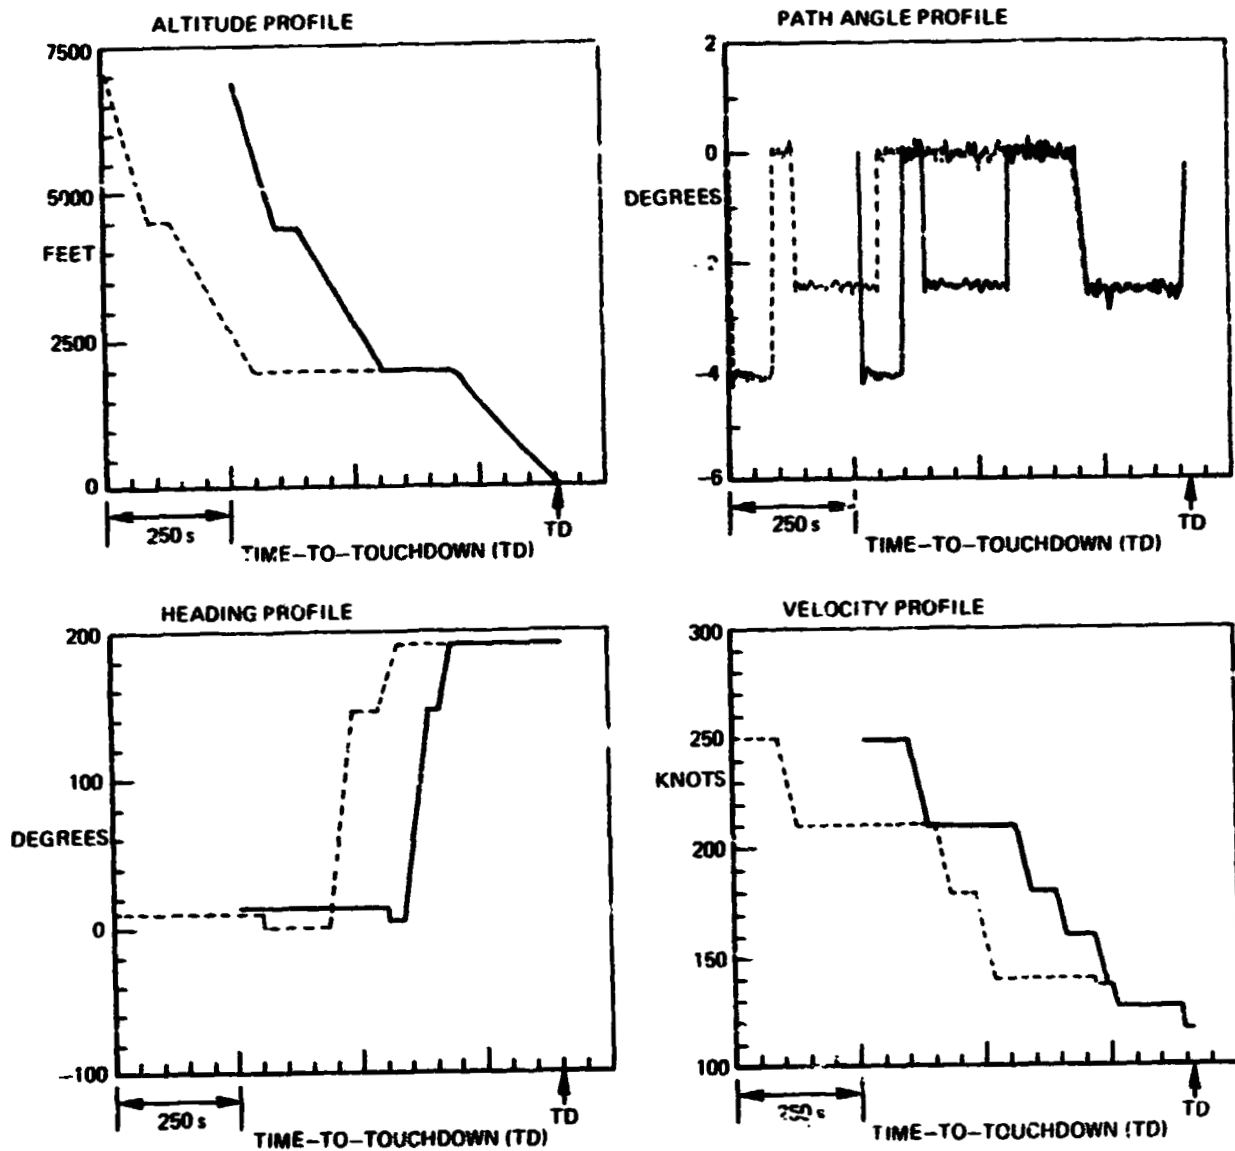 ALTITUDE PROFILE
7500
5000
FEET
2500
0
250 s
TD
TIME-TO-TOUCHDOWN (TD)
PATH ANGLE PROFILE
2
0
DEGREES
-2
-4
-6
250 s
TD
TIME-TO-TOUCHDOWN (TD)
HEADING PROFILE
200
100
DEGREES
0
-100
250 s
TD
TIME-TO-TOUCHDOWN (TD)
VELOCITY PROFILE
300
250
KNOTS
200
150
100
250 s
TD
TIME-TO-TOUCHDOWN (TD)